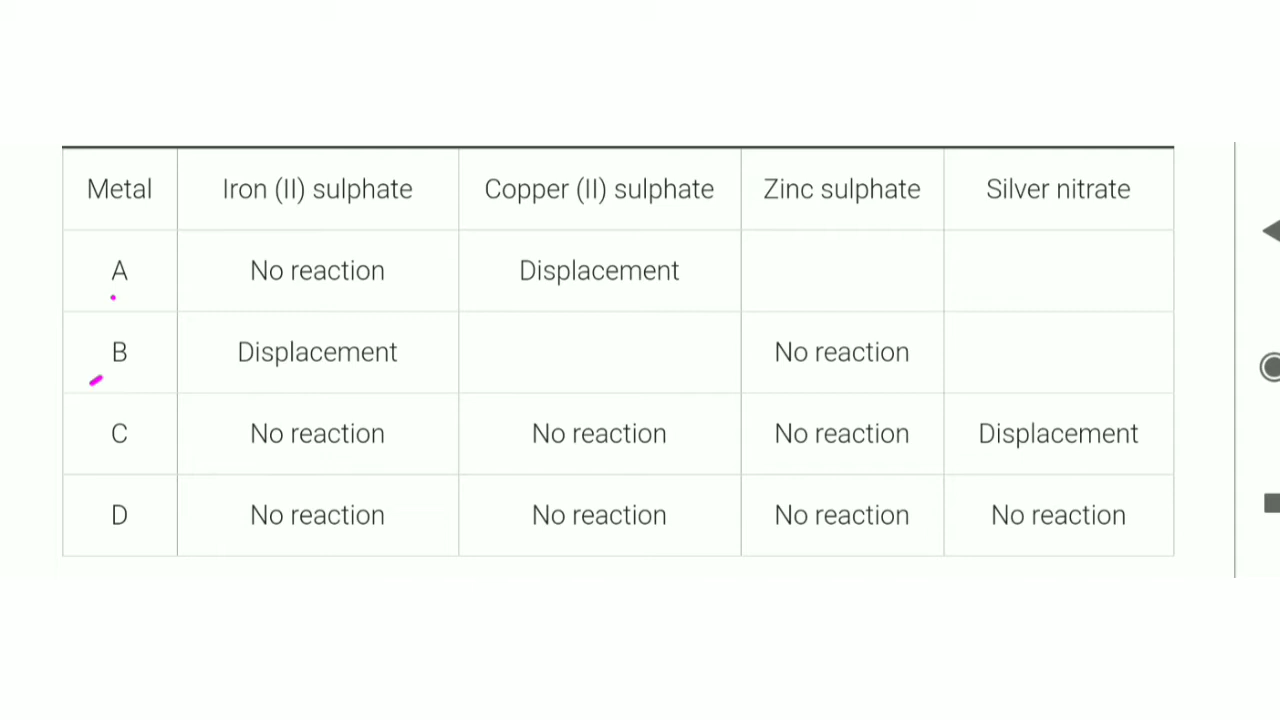 Metal Iron (II) sulphate Copper (II) sulphate Zinc sulphate Silver nitrate
A No reaction Displacement
B Displacement No reaction
C No reaction No reaction No reaction Displacement
D No reaction No reaction No reaction No reaction